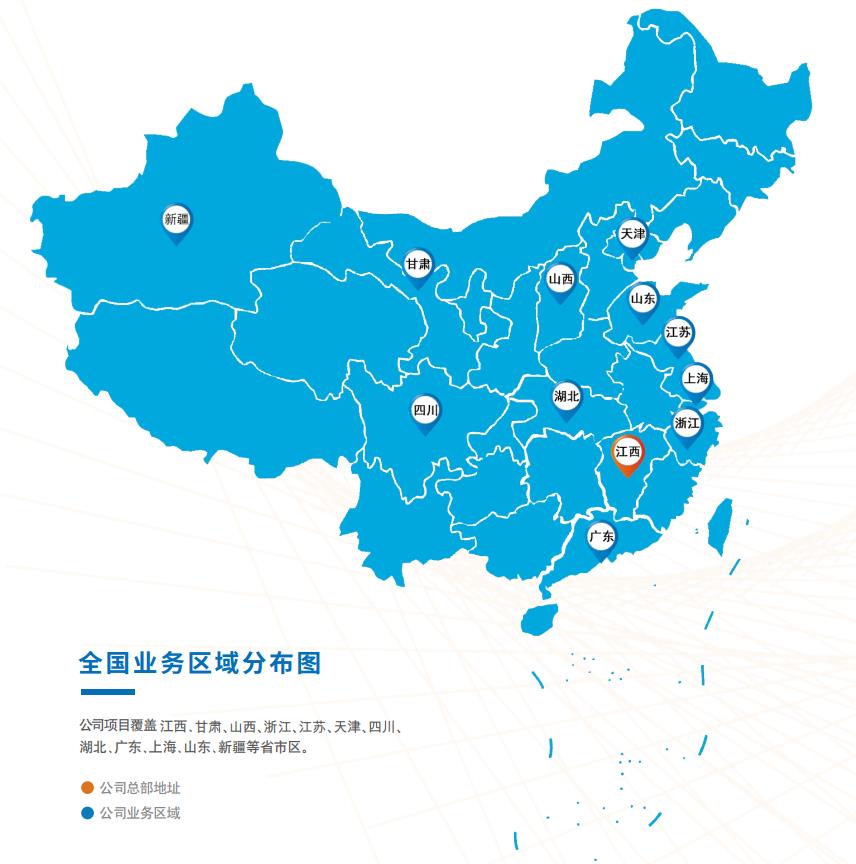 新疆
甘肃
天津
山西
山东
江苏
上海
四川
湖北
浙江
江西
广东
全国业务区域分布图
公司项目覆盖江西、甘肃、山西、浙江、江苏、天津、四川、
湖北、广东、上海、山东、新疆等省市区。
公司总部地址
公司业务区域